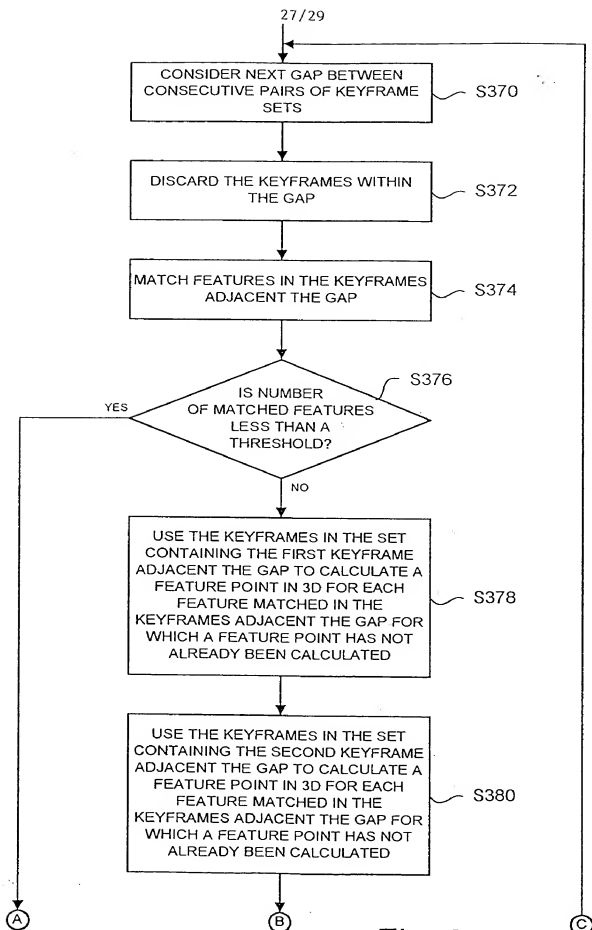 27/29
CONSIDER NEXT GAP BETWEEN
CONSECUTIVE PAIRS OF KEYFRAME
SETS
S370
DISCARD THE KEYFRAMES WITHIN
THE GAP
S372
MATCH FEATURES IN THE KEYFRAMES
ADJACENT THE GAP
S374
S376
IS NUMBER
OF MATCHED FEATURES
LESS THAN A
THRESHOLD?
YES
NO
USE THE KEYFRAMES IN THE SET
CONTAINING THE FIRST KEYFRAME
ADJACENT THE GAP TO CALCULATE A
FEATURE POINT IN 3D FOR EACH
FEATURE MATCHED IN THE
KEYFRAMES ADJACENT THE GAP FOR
WHICH A FEATURE POINT HAS NOT
ALREADY BEEN CALCULATED
S378
USE THE KEYFRAMES IN THE SET
CONTAINING THE SECOND KEYFRAME
ADJACENT THE GAP TO CALCULATE A
FEATURE POINT IN 3D FOR EACH
FEATURE MATCHED IN THE
KEYFRAMES ADJACENT THE GAP FOR
WHICH A FEATURE POINT HAS NOT
ALREADY BEEN CALCULATED
S380
A
B
C